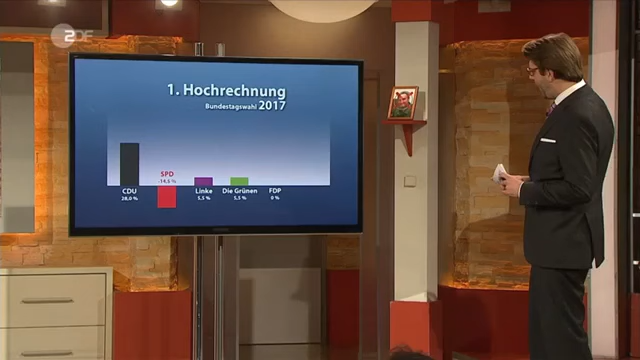 ZDF
1. Hochrechnung
Bundestagswahl 2017
SPD
-14,5 %
CDU
28,0 %
Linke
5,5 %
Die Grünen
5,5 %
FDP
0 %